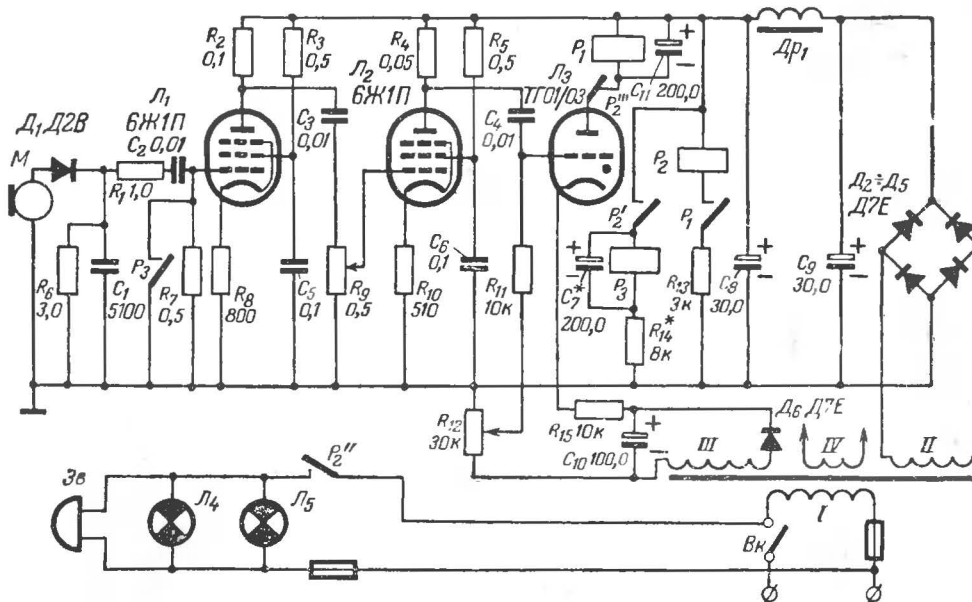 R2
0,1
R3
0,5
R4
0,05
R5
0,5
P1
C11 200,0
Др1
Л1
6Ж1П
Л2
6Ж1П
Л3
ТГ01/03
P2'''
Д1 Д2В
М
C2 0,01
R1 1,0
C3
0,01
C4
0,01
P2
Д2÷Д5
Д7Е
P2'
P1
R6
3,0
C1
5100
P3
R7
0,5
R8
800
C5
0,1
R9
0,5
R10
510
C6
0,1
R11
10к
C7*
200,0
P3
R14*
8к
R13
3к
C8
30,0
C9
30,0
R12
30к
R15 10к
C10 100,0
Д6 Д7Е
III
IV
II
Зв
Л4
Л5
P2''
Вк
I